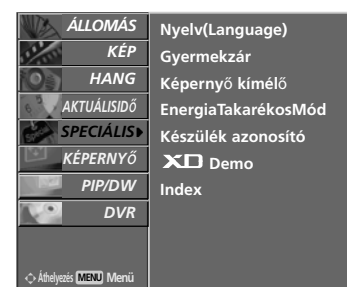 ÁLLOMÁS
KÉP
HANG
AKTUÁLISIDő
SPECIÁLIS
KÉPERNYő
PIP/DW
DVR
Áthelyezés MENU Menü
Nyelv(Language)
Gyermekzár
Képernyő kímélő
EnergiaTakarékosMód
Készülék azonosító
XD Demo
Index